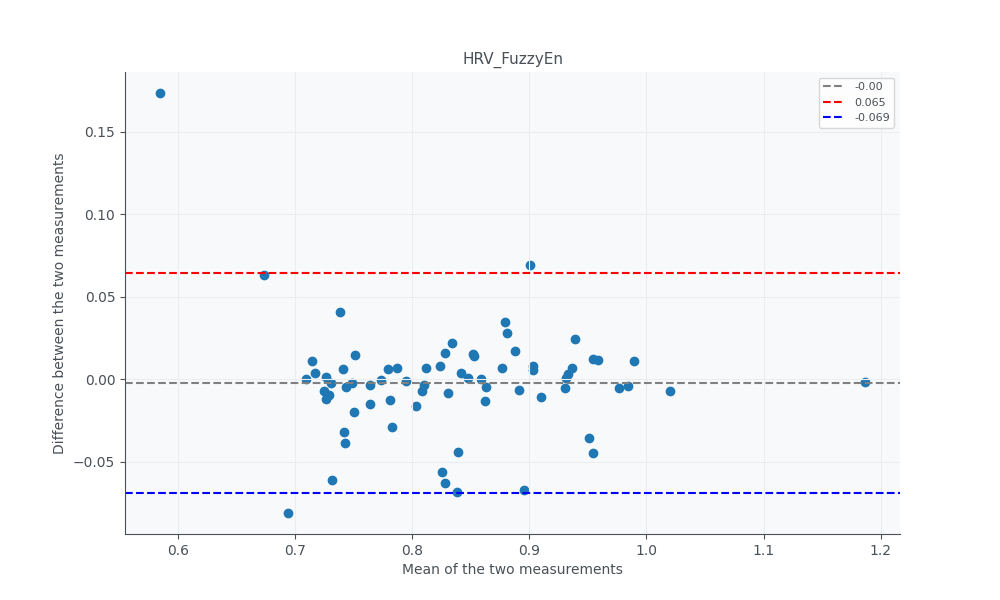 HRV_FuzzyEn
-0.00
0.065
-0.069
Difference between the two measurements
0.15
0.10
0.05
0.00
−0.05
0.6 0.7 0.8 0.9 1.0 1.1 1.2
Mean of the two measurements